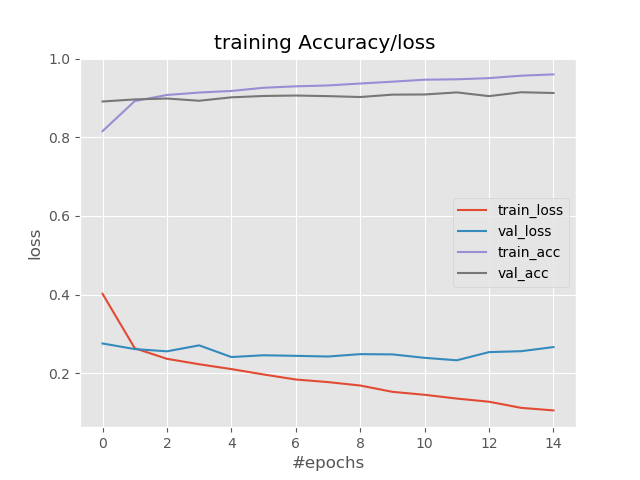 training Accuracy/loss
1.0
0.8
0.6
0.4
0.2
loss
train_loss
val_loss
train_acc
val_acc
0 2 4 6 8 10 12 14
#epochs